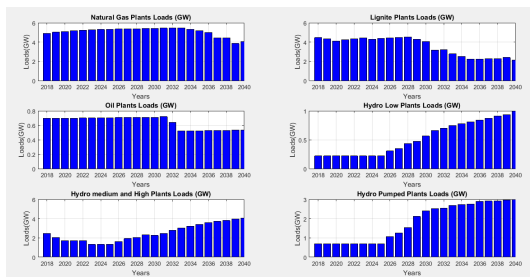 Natural Gas Plants Loads (GW)
Loads(GW)
6
4
2
0
2018 2020 2022 2024 2026 2028 2030 2032 2034 2036 2038 2040
Years
Lignite Plants Loads (GW)
Loads(GW)
6
4
2
0
2018 2020 2022 2024 2026 2028 2030 2032 2034 2036 2038 2040
Years
Oil Plants Loads (GW)
Loads(GW)
0.8
0.6
0.4
0.2
0
2018 2020 2022 2024 2026 2028 2030 2032 2034 2036 2038 2040
Years
Hydro Low Plants Loads (GW)
Loads(GW)
1
0.5
0
2018 2020 2022 2024 2026 2028 2030 2032 2034 2036 2038 2040
Years
Hydro medium and High Plants Loads (GW)
Loads(GW)
6
4
2
0
2018 2020 2022 2024 2026 2028 2030 2032 2034 2036 2038 2040
Years
Hydro Pumped Plants Loads (GW)
Loads(GW)
3
2
1
0
2018 2020 2022 2024 2026 2028 2030 2032 2034 2036 2038 2040
Years